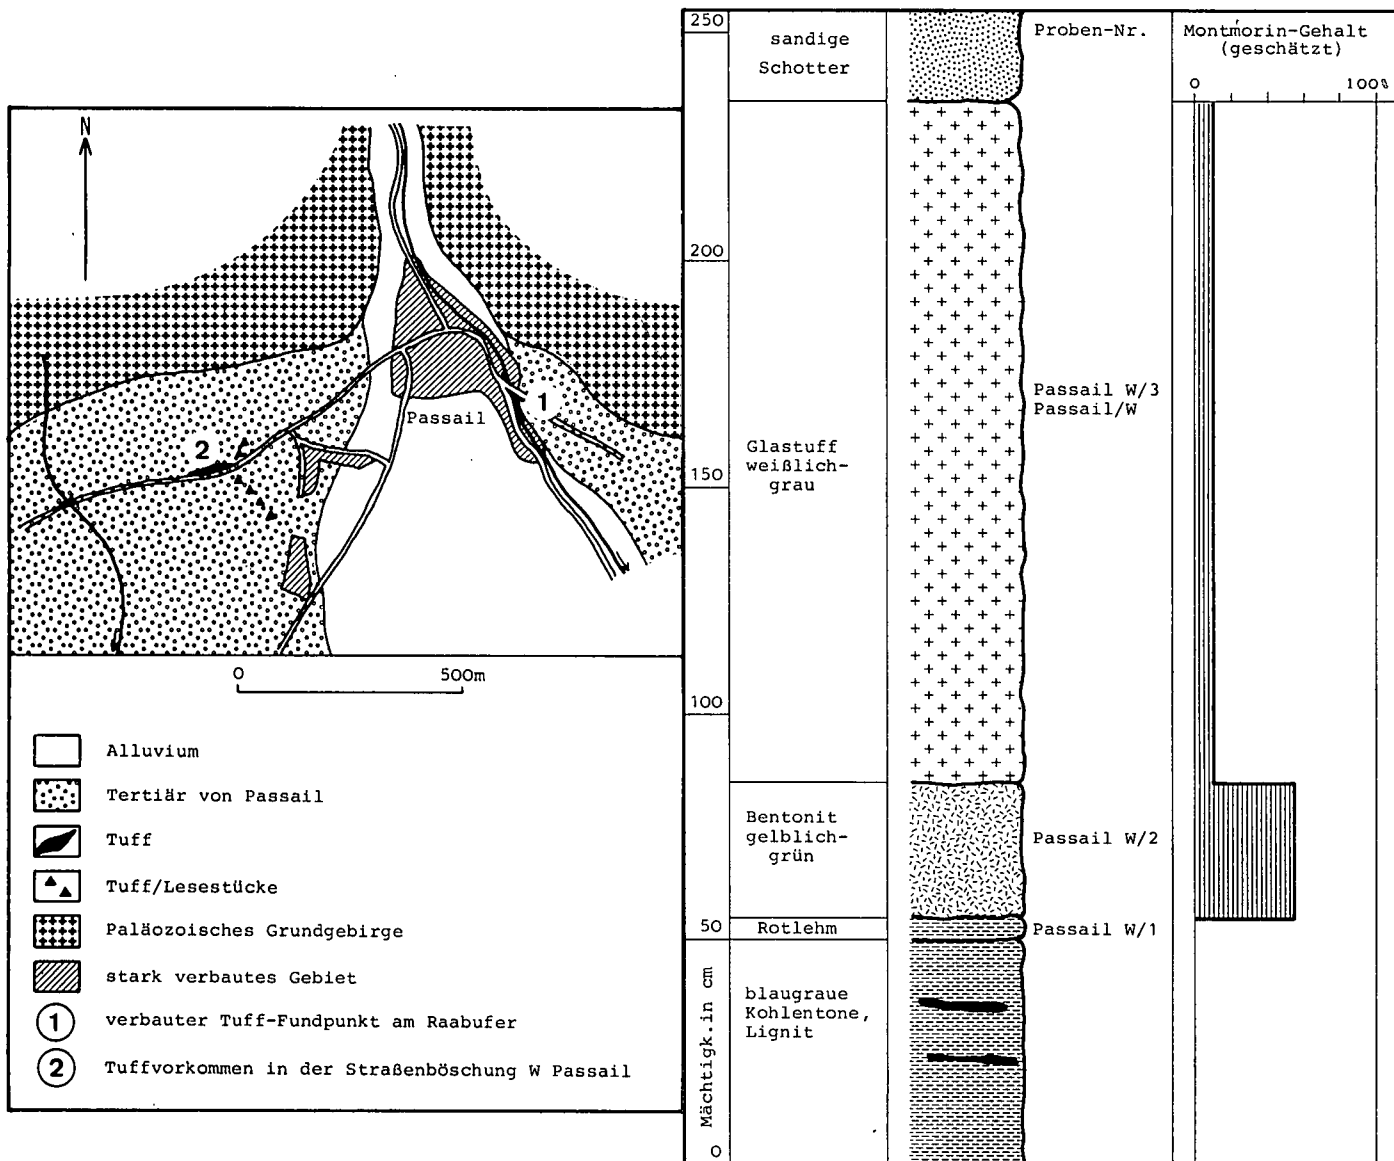 N
2
1
Passail
0 500m
Alluvium
Tertiär von Passail
Tuff
Tuff/Lesestücke
Paläozoisches Grundgebirge
stark verbautes Gebiet
1 verbauter Tuff-Fundpunkt am Raabufer
2 Tuffvorkommen in der Straßenböschung W Passail
250
200
150
100
50
0
Mächtigk.in cm
sandige
Schotter
Glastuff
weißlich-
grau
Bentonit
gelblich-
grün
Rotlehm
blaugraue
Kohlentone,
Lignit
Proben-Nr.
Passail W/3
Passail/W
Passail W/2
Passail W/1
Montmorin-Gehalt
(geschätzt)
0 100%